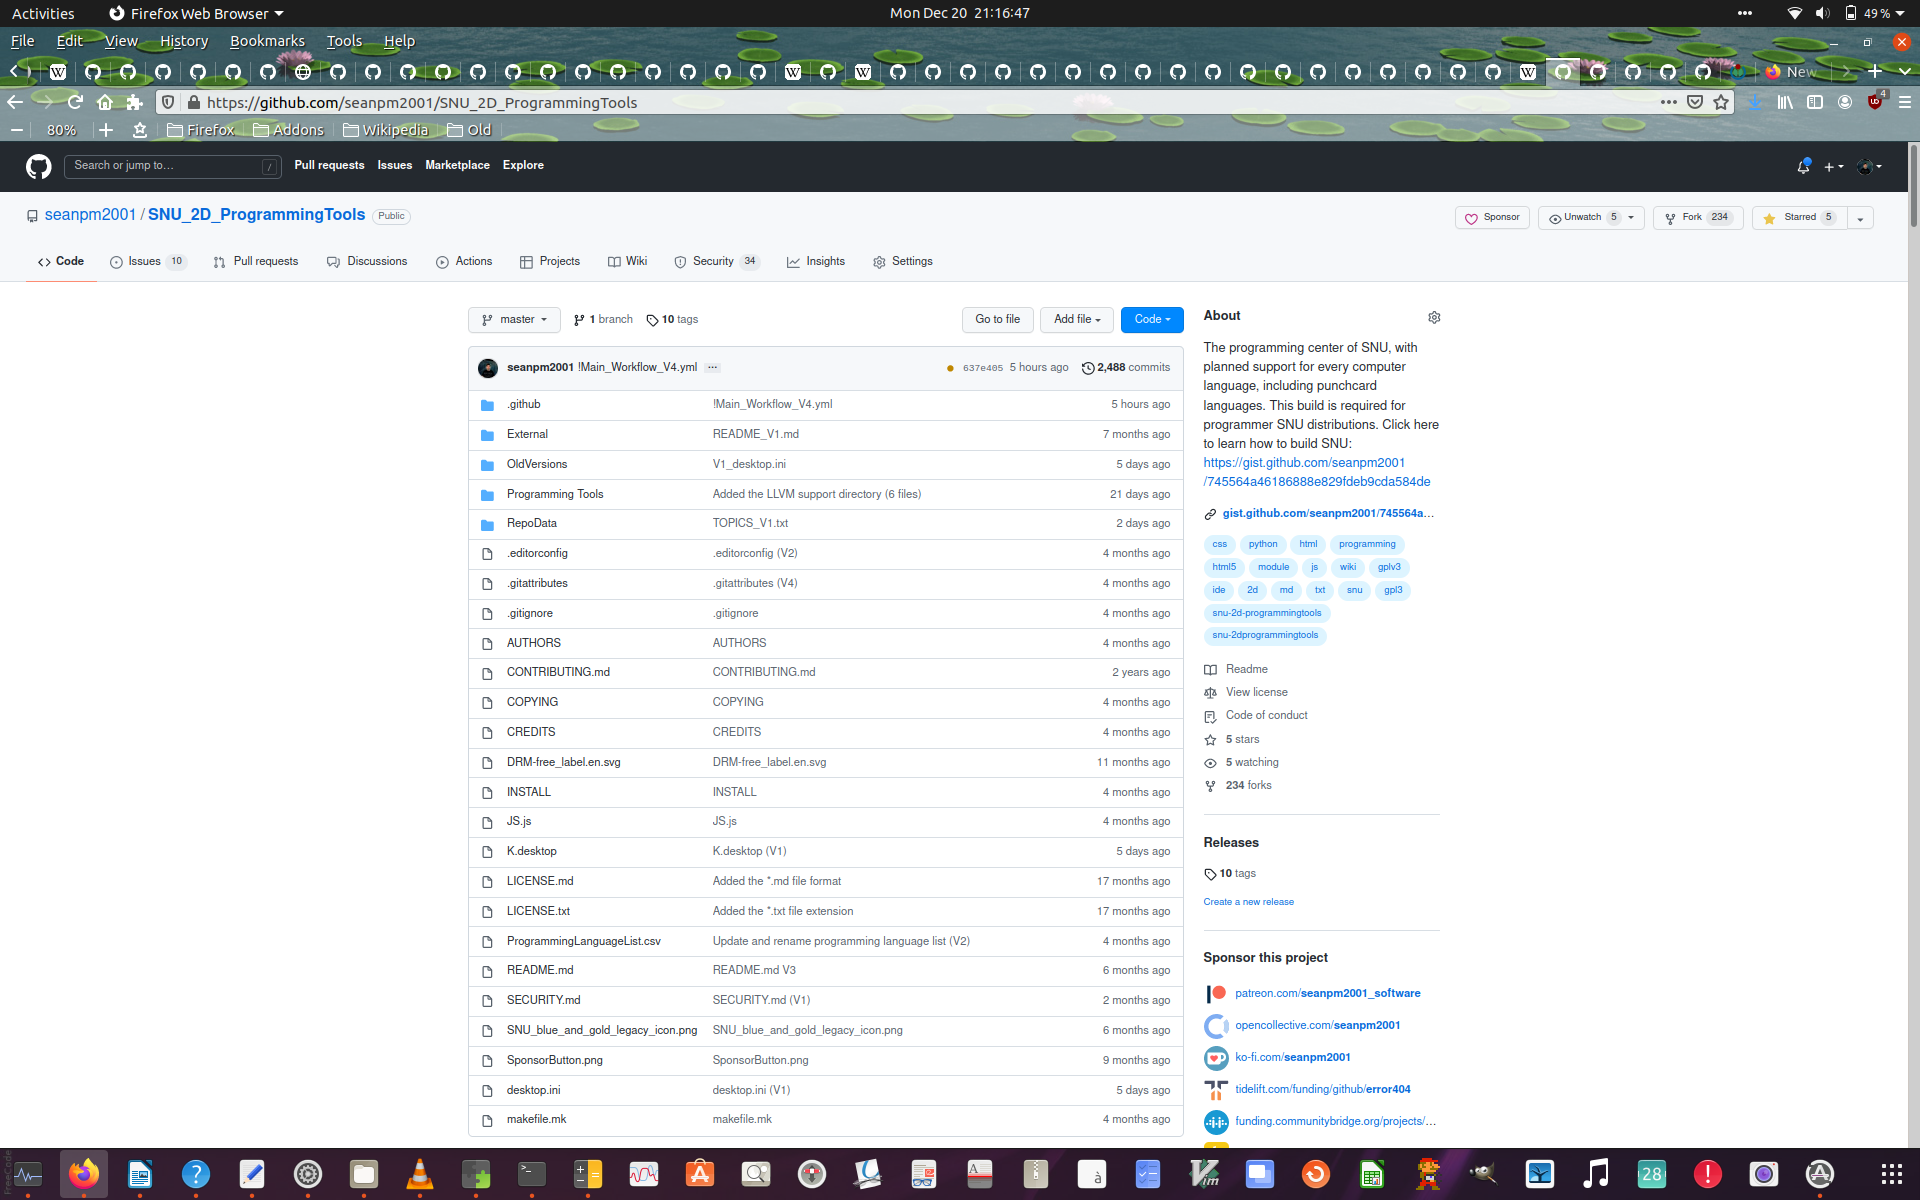 Activities
Firefox Web Browser
Mon Dec 20 21:16:47
49 %
File Edit View History Bookmarks Tools Help
New
https://github.com/seanpm2001/SNU_2D_ProgrammingTools
4
80%
Firefox Addons Wikipedia Old
Search or jump to…
/
Pull requests Issues Marketplace Explore
seanpm2001 / SNU_2D_ProgrammingTools Public
Sponsor Unwatch 5 Fork 234 Starred 5
Code Issues 10 Pull requests Discussions Actions Projects Wiki Security 34 Insights Settings
master 1 branch 10 tags Go to file Add file Code
seanpm2001 !Main_Workflow_V4.yml ... 637e405 5 hours ago 2,488 commits
.github !Main_Workflow_V4.yml 5 hours ago
External README_V1.md 7 months ago
OldVersions V1_desktop.ini 5 days ago
Programming Tools Added the LLVM support directory (6 files) 21 days ago
RepoData TOPICS_V1.txt 2 days ago
.editorconfig .editorconfig (V2) 4 months ago
.gitattributes .gitattributes (V4) 4 months ago
.gitignore .gitignore 4 months ago
AUTHORS AUTHORS 4 months ago
CONTRIBUTING.md CONTRIBUTING.md 2 years ago
COPYING COPYING 4 months ago
CREDITS CREDITS 4 months ago
DRM-free_label.en.svg DRM-free_label.en.svg 11 months ago
INSTALL INSTALL 4 months ago
JS.js JS.js 4 months ago
K.desktop K.desktop (V1) 5 days ago
LICENSE.md Added the *.md file format 17 months ago
LICENSE.txt Added the *.txt file extension 17 months ago
ProgrammingLanguageList.csv Update and rename programming language list (V2) 4 months ago
README.md README.md V3 6 months ago
SECURITY.md SECURITY.md (V1) 2 months ago
SNU_blue_and_gold_legacy_icon.png SNU_blue_and_gold_legacy_icon.png 6 months ago
SponsorButton.png SponsorButton.png 9 months ago
desktop.ini desktop.ini (V1) 5 days ago
makefile.mk makefile.mk 4 months ago
About
The programming center of SNU, with
planned support for every computer
language, including punchcard
languages. This build is required for
programmer SNU distributions. Click here
to learn how to build SNU:
https://gist.github.com/seanpm2001
/745564a46186888e829fdeb9cda584de
gist.github.com/seanpm2001/745564a…
css python html programming
html5 module js wiki gplv3
ide 2d md txt snu gpl3
snu-2d-programmingtools
snu-2dprogrammingtools
Readme
View license
Code of conduct
5 stars
5 watching
234 forks
Releases
10 tags
Create a new release
Sponsor this project
patreon.com/seanpm2001_software
opencollective.com/seanpm2001
ko-fi.com/seanpm2001
tidelift.com/funding/github/error404
funding.communitybridge.org/projects/…
28